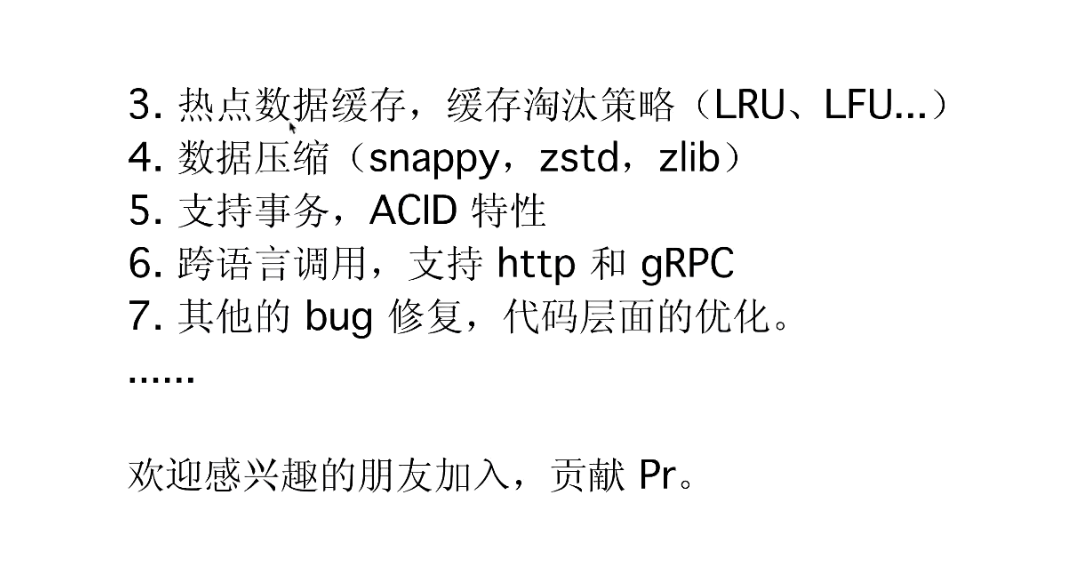 3. 热点数据缓存，缓存淘汰策略（LRU、LFU...）
4. 数据压缩（snappy，zstd，zlib）
5. 支持事务，ACID 特性
6. 跨语言调用，支持 http 和 gRPC
7. 其他的 bug 修复，代码层面的优化。
......
欢迎感兴趣的朋友加入，贡献 Pr。